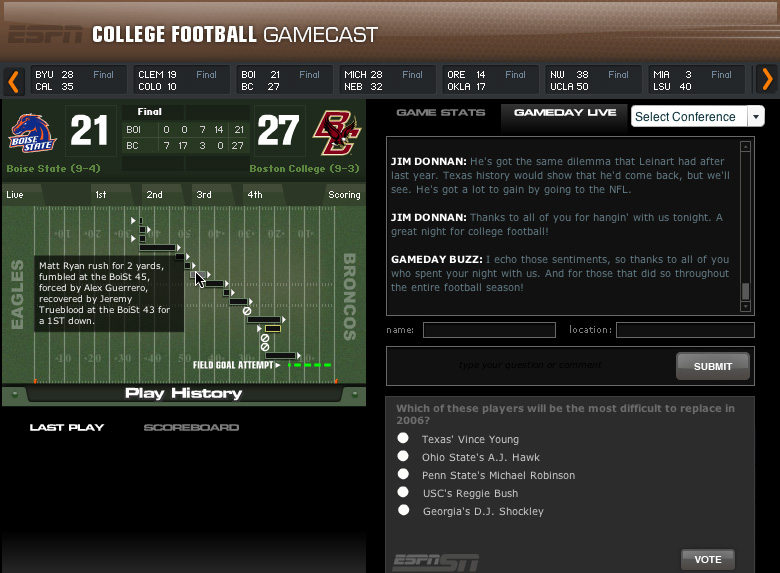 ESPN COLLEGE FOOTBALL GAMECAST
BYU 28 Final
CAL 35
CLEM 19 Final
COLO 10
BOI 21 Final
BC 27
MICH 28 Final
NEB 32
ORE 14 Final
OKLA 17
NW 38 Final
UCLA 50
MIA 3 Final
LSU 40
BOISE STATE
21
Final
BOI 0 0 7 14 21
BC 7 17 3 0 27
27
Boise State (9-4)
Boston College (9-3)
Live 1st 2nd 3rd 4th Scoring
EAGLES
BRONCOS
Matt Ryan rush for 2 yards,
fumbled at the BoiSt 45,
forced by Alex Guerrero,
recovered by Jeremy
Trueblood at the BoiSt 43 for
a 1ST down.
FIELD GOAL ATTEMPT
Play History
LAST PLAY SCOREBOARD
GAME STATS GAMEDAY LIVE Select Conference
JIM DONNAN: He's got the same dilemma that Leinart had after
last year. Texas history would show that he'd come back, but we'll
see. He's got a lot to gain by going to the NFL.
JIM DONNAN: Thanks to all of you for hangin' with us tonight. A
great night for college football!
GAMEDAY BUZZ: I echo those sentiments, so thanks to all of you
who spent your night with us. And for those that did so throughout
the entire football season!
name: location:
type your question or comment
SUBMIT
Which of these players will be the most difficult to replace in
2006?
Texas' Vince Young
Ohio State's A.J. Hawk
Penn State's Michael Robinson
USC's Reggie Bush
Georgia's D.J. Shockley
VOTE